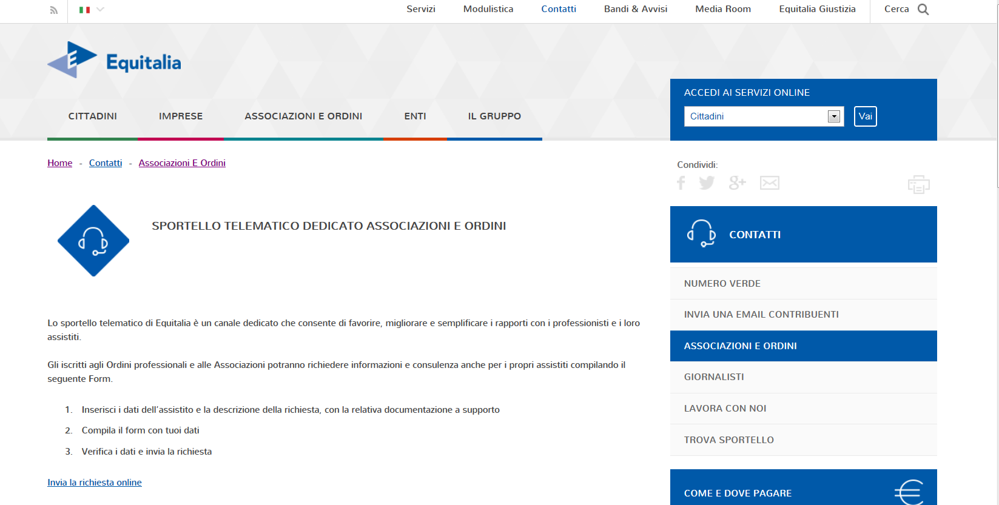 Servizi Modulistica Contatti Bandi & Avvisi Media Room Equitalia Giustizia Cerca
Equitalia
ACCEDI AI SERVIZI ONLINE
Cittadini Vai
CITTADINI IMPRESE ASSOCIAZIONI E ORDINI ENTI IL GRUPPO
Home - Contatti - Associazioni E Ordini
SPORTELLO TELEMATICO DEDICATO ASSOCIAZIONI E ORDINI
Lo sportello telematico di Equitalia è un canale dedicato che consente di favorire, migliorare e semplificare i rapporti con i professionisti e i loro
assistiti.
Gli iscritti agli Ordini professionali e alle Associazioni potranno richiedere informazioni e consulenza anche per i propri assistiti compilando il
seguente Form.
1. Inserisci i dati dell’assistito e la descrizione della richiesta, con la relativa documentazione a supporto
2. Compila il form con tuoi dati
3. Verifica i dati e invia la richiesta
Invia la richiesta online
Condividi:
CONTATTI
NUMERO VERDE
INVIA UNA EMAIL CONTRIBUENTI
ASSOCIAZIONI E ORDINI
GIORNALISTI
LAVORA CON NOI
TROVA SPORTELLO
COME E DOVE PAGARE